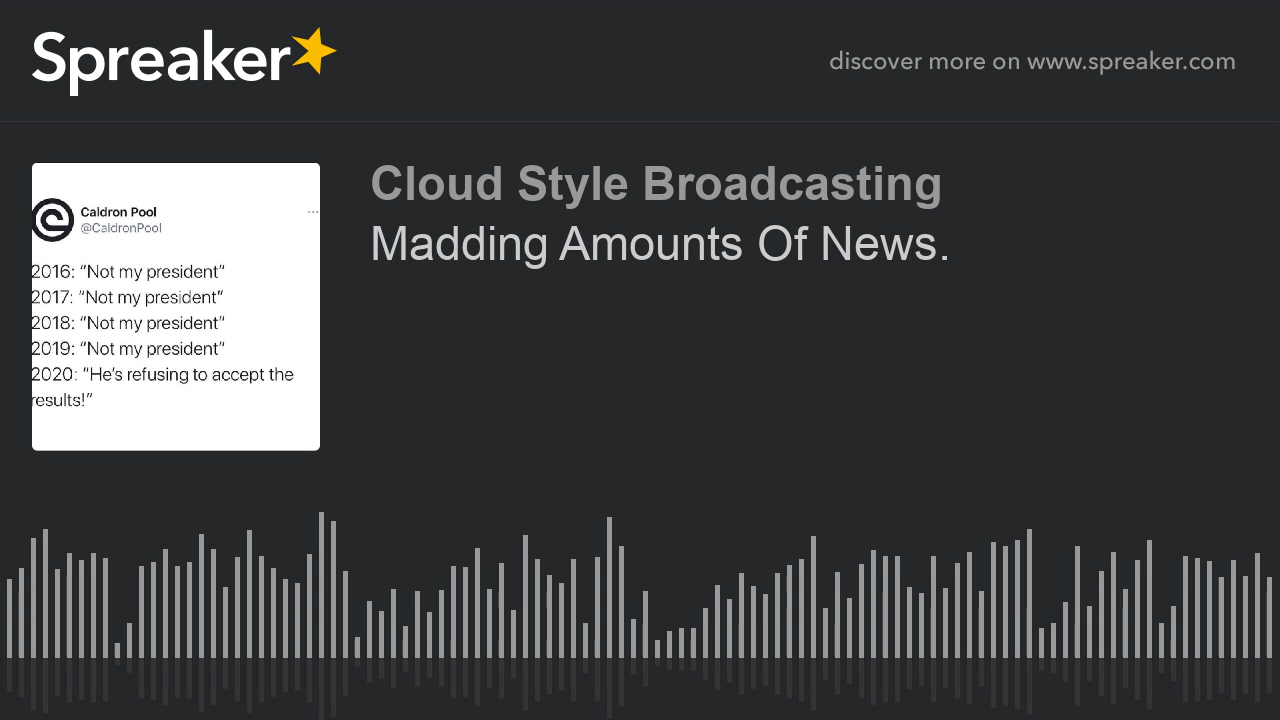 Spreaker
discover more on www.spreaker.com
Cloud Style Broadcasting
Madding Amounts Of News.
Caldron Pool
@CaldronPool
2016: “Not my president”
2017: “Not my president”
2018: “Not my president”
2019: “Not my president”
2020: “He’s refusing to accept the
results!”